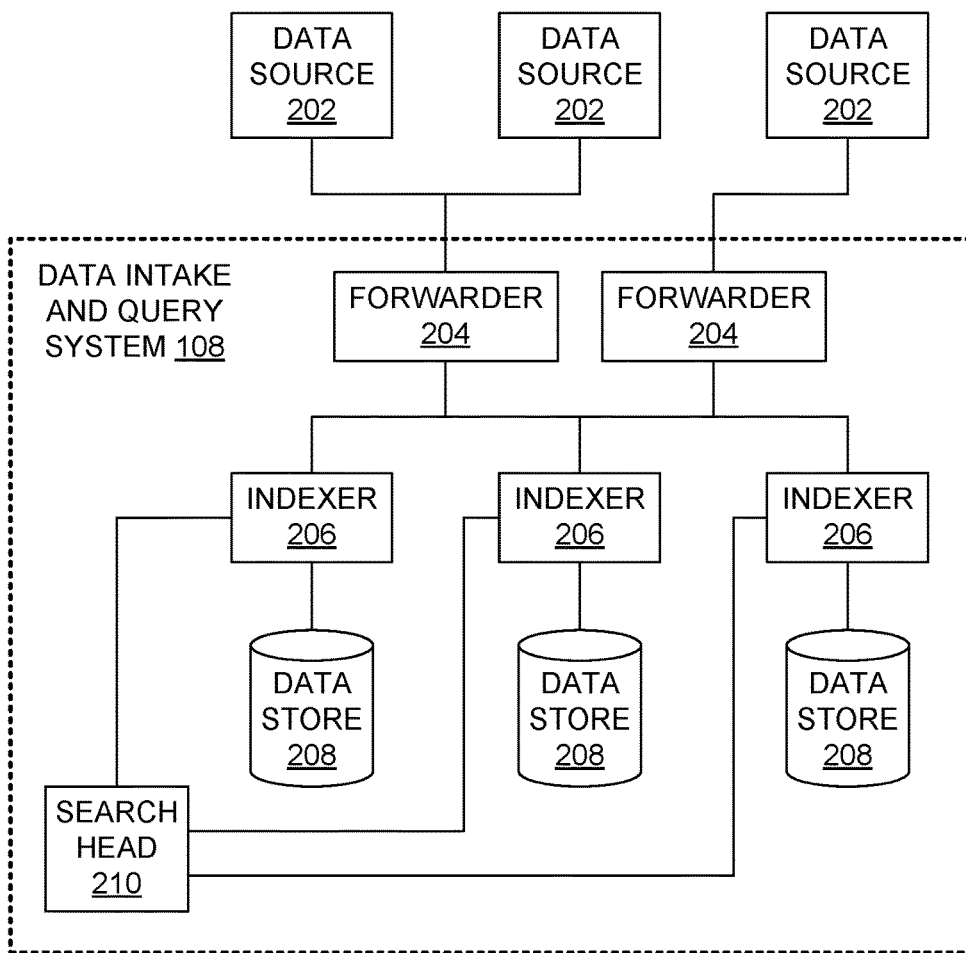 DATA
SOURCE
202
DATA
SOURCE
202
DATA
SOURCE
202
DATA INTAKE
AND QUERY
SYSTEM 108
FORWARDER
204
FORWARDER
204
INDEXER
206
INDEXER
206
INDEXER
206
DATA
STORE
208
DATA
STORE
208
DATA
STORE
208
SEARCH
HEAD
210